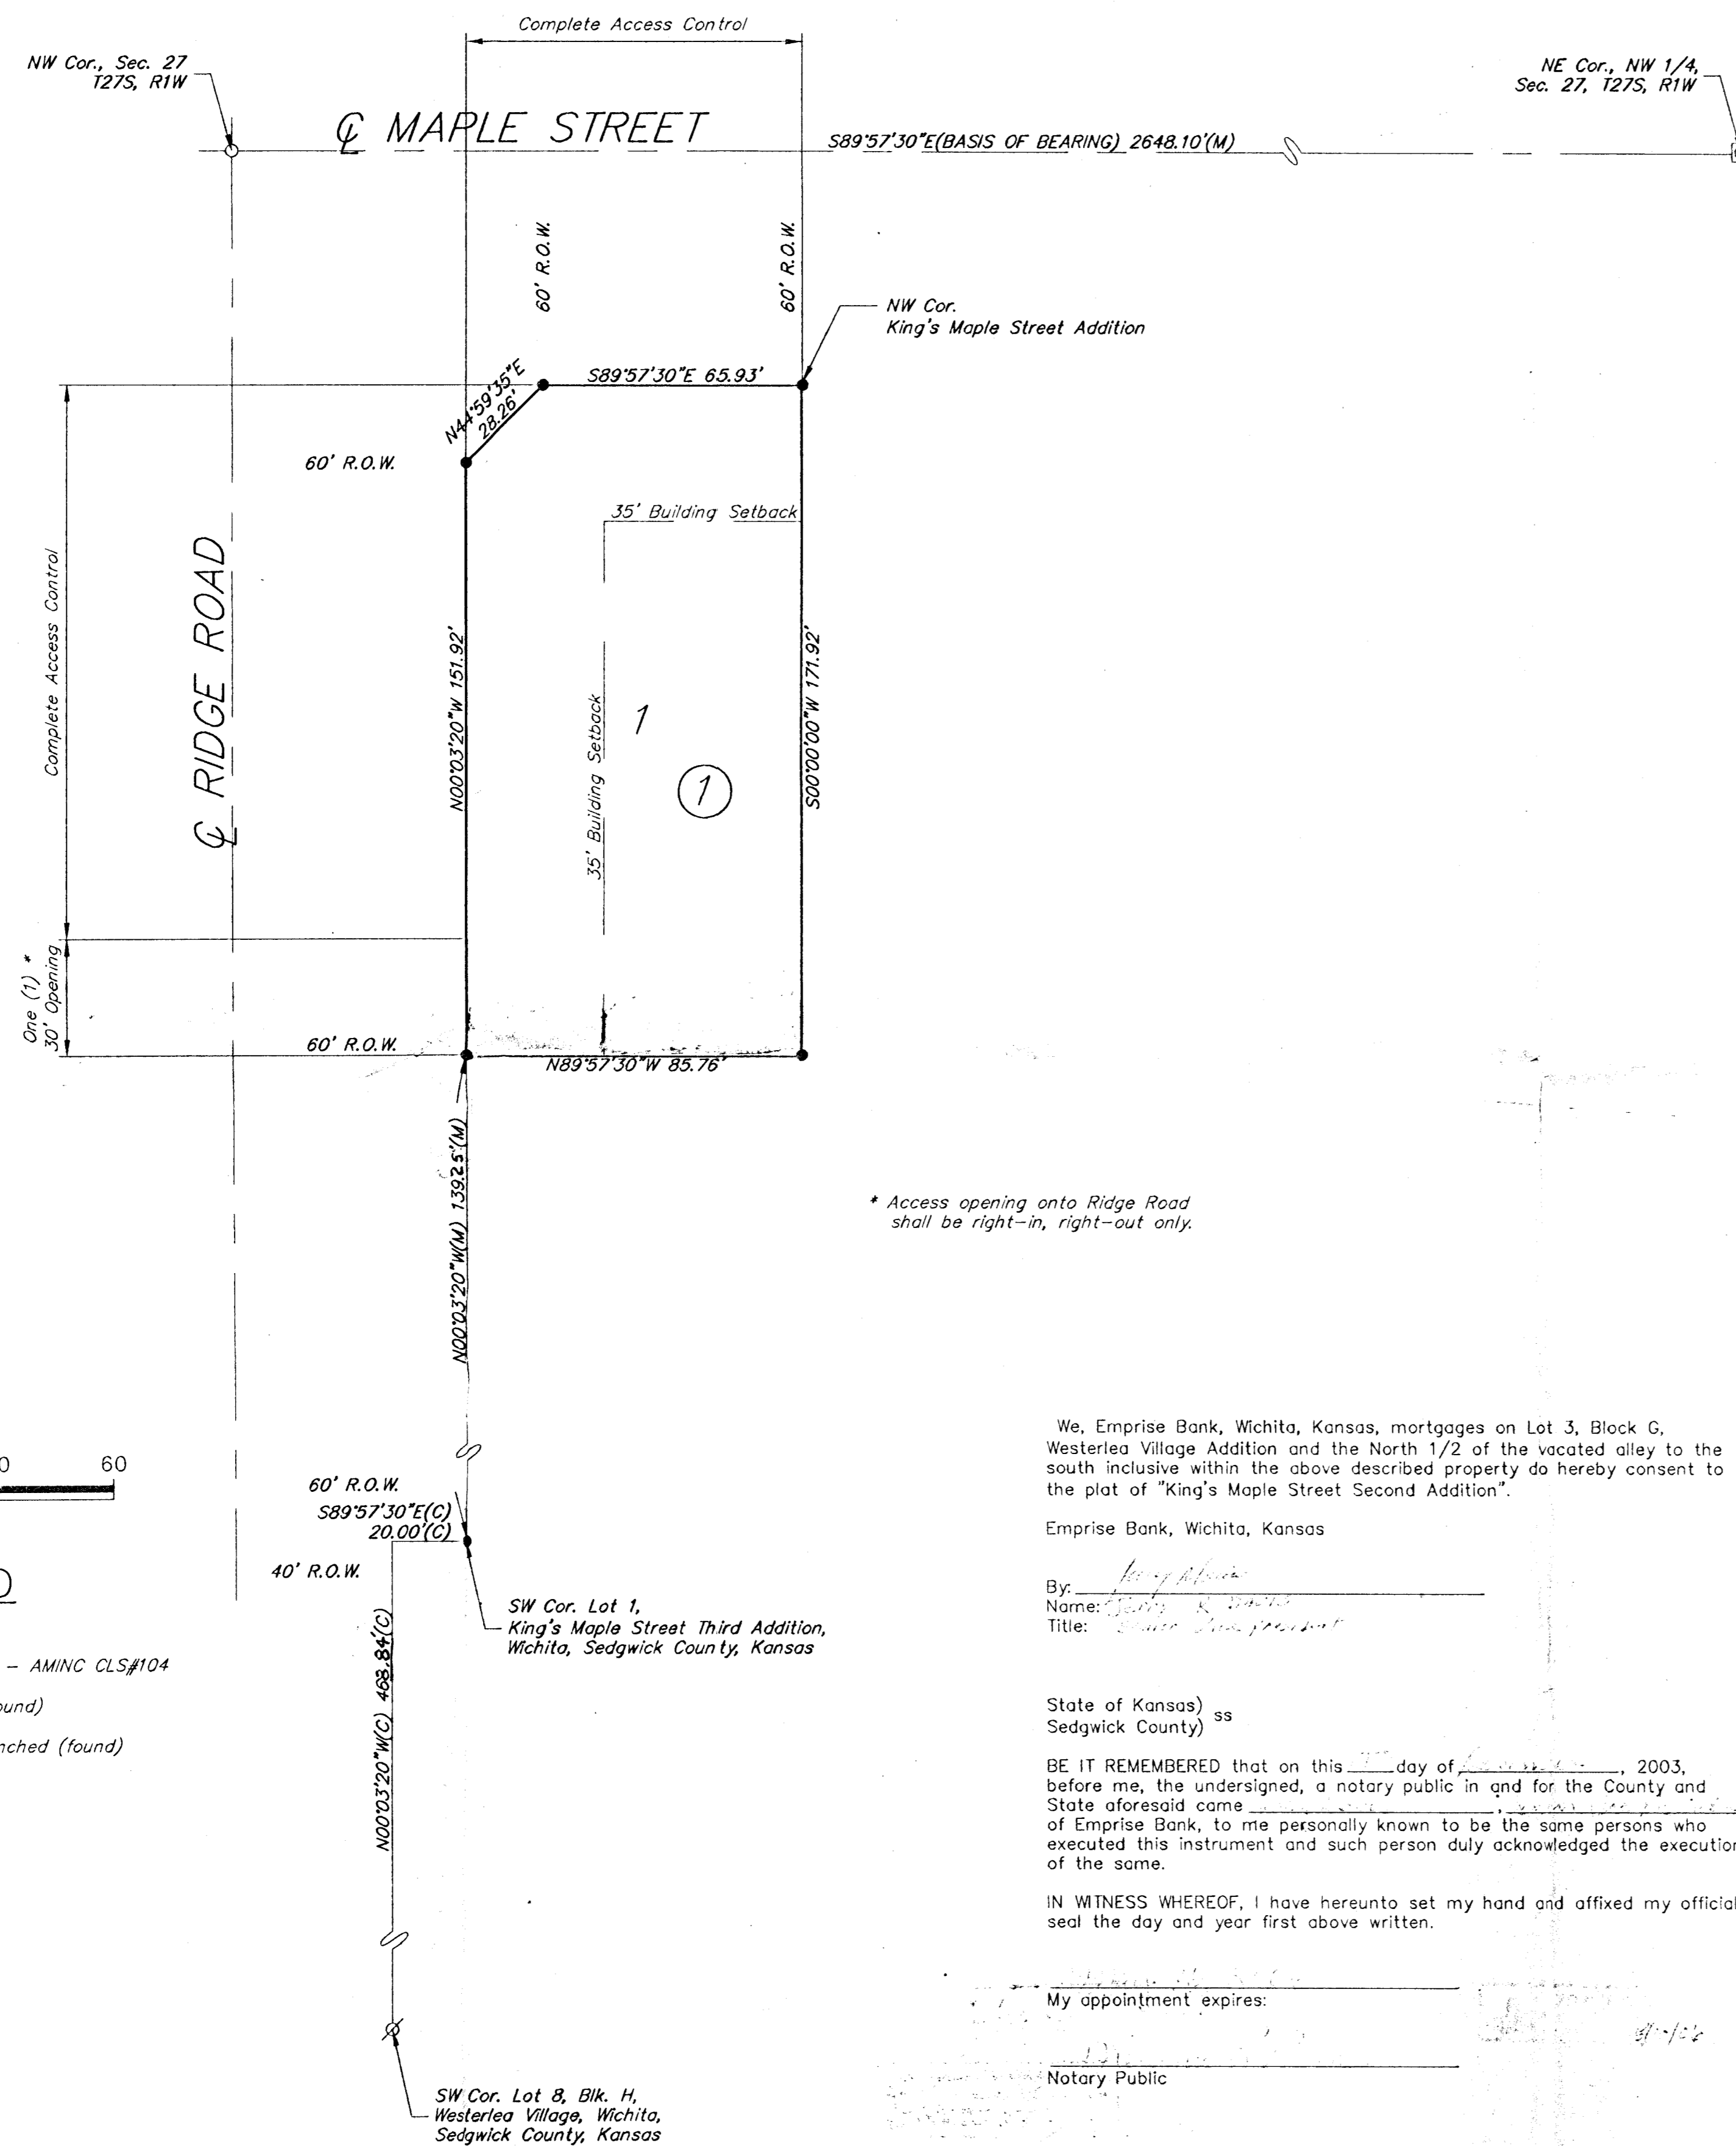 Complete Access Control
NW Cor., Sec. 27
T27S, R1W
NE Cor., NW 1/4,
Sec. 27, T27S, R1W
℄ MAPLE STREET
S89°57'30"E(BASIS OF BEARING) 2648.10'(M)
60' R.O.W.
60' R.O.W.
NW Cor.
King's Maple Street Addition
N44°59'35"E
28.26'
S89°57'30"E 65.93'
60' R.O.W.
35' Building Setback
Complete Access Control
℄ RIDGE ROAD
N00°03'20"W 151.92'
35' Building Setback
1
1
S00°00'00"W 171.92'
One (1) *
30' Opening
60' R.O.W.
N89°57'30"W 85.76'
N00°03'20"W(M) 139.25'(M)
* Access opening onto Ridge Road
shall be right-in, right-out only.
0 60
60' R.O.W.
S89°57'30"E(C)
20.00'(C)
40' R.O.W.
SW Cor. Lot 1,
King's Maple Street Third Addition,
Wichita, Sedgwick County, Kansas
- AMINC CLS#104
ound)
nched (found)
N00°03'20"W(C) 468.84'(C)
SW Cor. Lot 8, Blk. H,
Westerlea Village, Wichita,
Sedgwick County, Kansas
We, Emprise Bank, Wichita, Kansas, mortgages on Lot 3, Block G,
Westerlea Village Addition and the North 1/2 of the vacated alley to the
south inclusive within the above described property do hereby consent to
the plat of "King's Maple Street Second Addition".
Emprise Bank, Wichita, Kansas
By:
Name:
Title:
State of Kansas)
ss
Sedgwick County)
BE IT REMEMBERED that on this day of , 2003,
before me, the undersigned, a notary public in and for the County and
State aforesaid came ,
of Emprise Bank, to me personally known to be the same persons who
executed this instrument and such person duly acknowledged the execution
of the same.
IN WITNESS WHEREOF, I have hereunto set my hand and affixed my official
seal the day and year first above written.
My appointment expires:
Notary Public